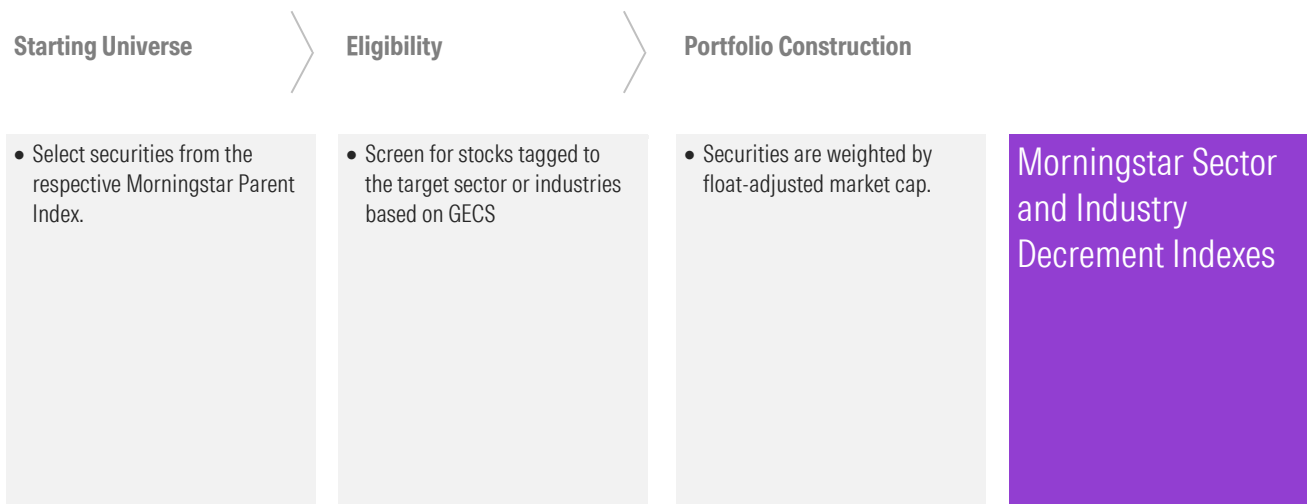 Starting Universe
Eligibility
Portfolio Construction
• Select securities from the
respective Morningstar Parent
Index.
• Screen for stocks tagged to
the target sector or industries
based on GECS
• Securities are weighted by
float-adjusted market cap.
Morningstar Sector
and Industry
Decrement Indexes